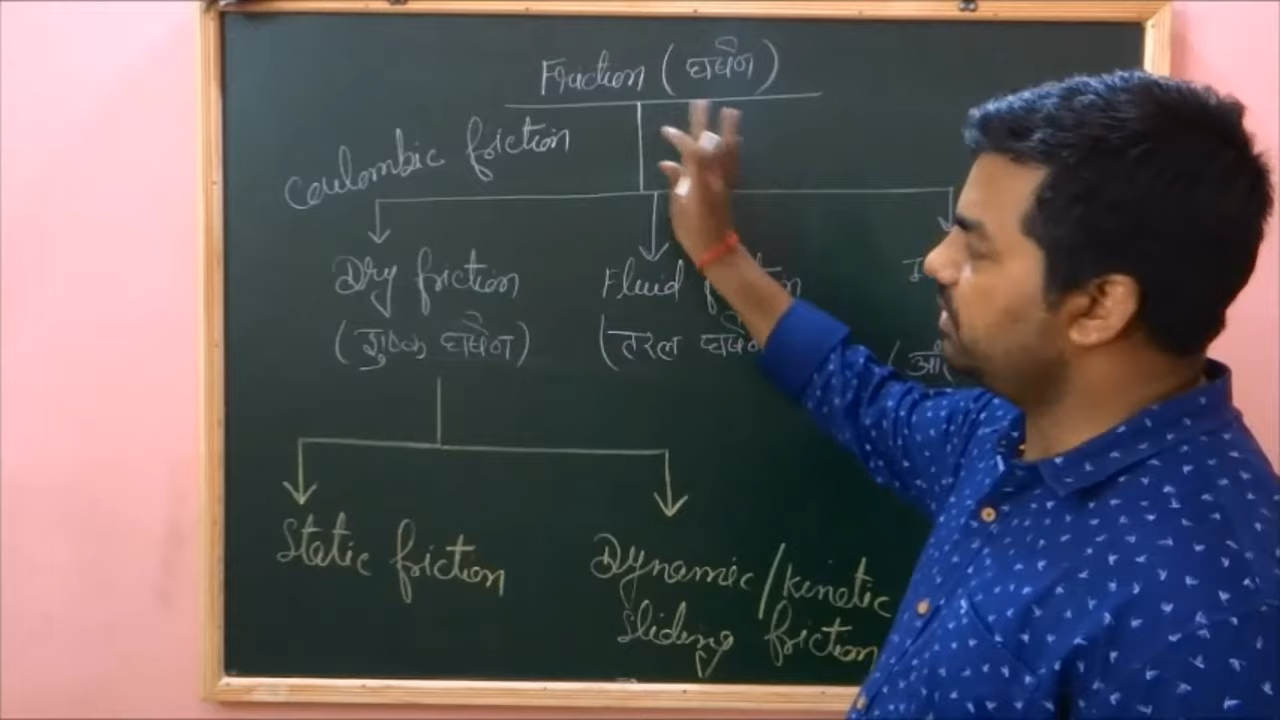 Friction (घर्षण)
Coulombic friction
Dry friction
(शुष्क घर्षण)
Fluid
(तरल घर्षण
Static friction
Dynamic/kinetic
Sliding friction